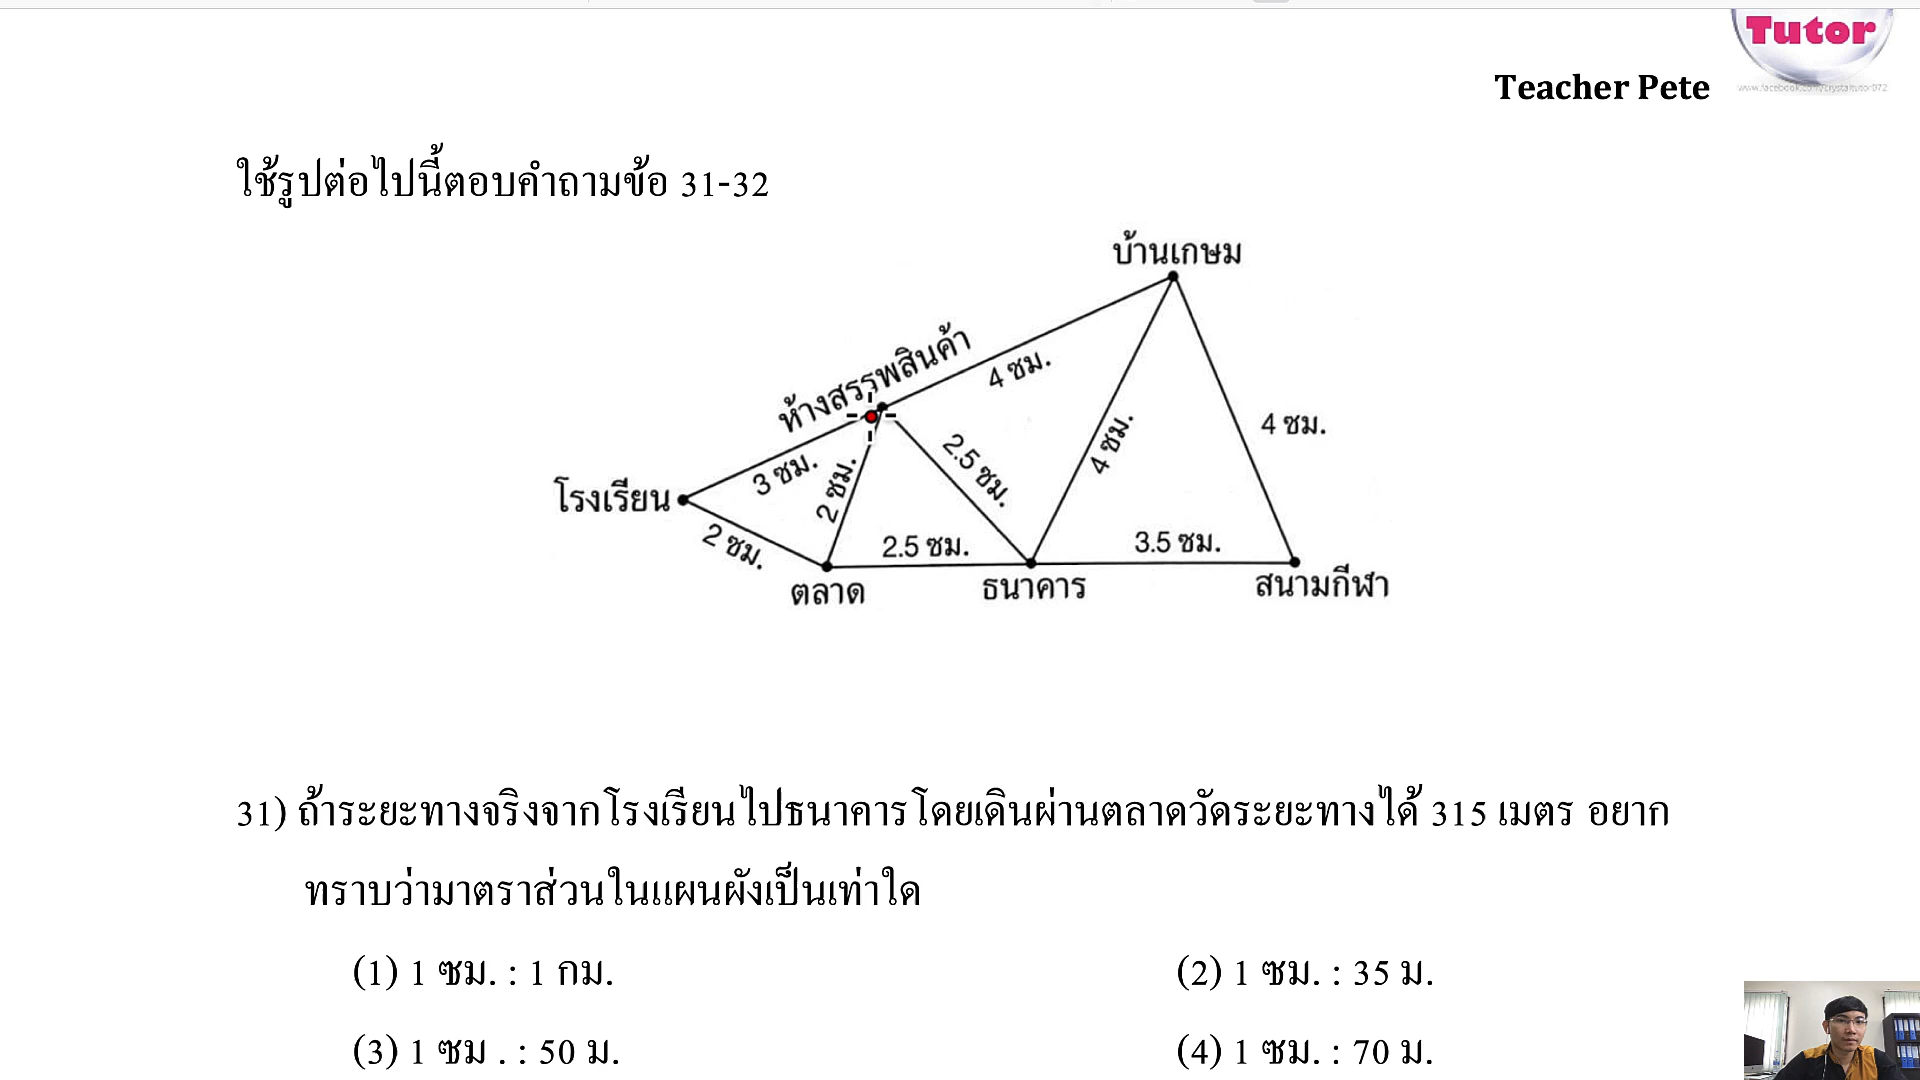 Tutor
www.facebook.com/crystaltutor072
Teacher Pete
ใช้รูปต่อไปนี้ตอบคำถามข้อ 31-32
บ้านเกษม
ห้างสรรพสินค้า
4 ซม.
4 ซม.
4 ซม.
2.5 ซม.
3 ซม.
2 ซม.
โรงเรียน
2 ซม.
2.5 ซม.
3.5 ซม.
ตลาด
ธนาคาร
สนามกีฬา
31) ถ้าระยะทางจริงจากโรงเรียนไปธนาคารโดยเดินผ่านตลาดวัดระยะทางได้ 315 เมตร อยาก
ทราบว่ามาตราส่วนในแผนผังเป็นเท่าใด
(1) 1 ซม. : 1 กม.
(2) 1 ซม. : 35 ม.
(3) 1 ซม . : 50 ม.
(4) 1 ซม. : 70 ม.